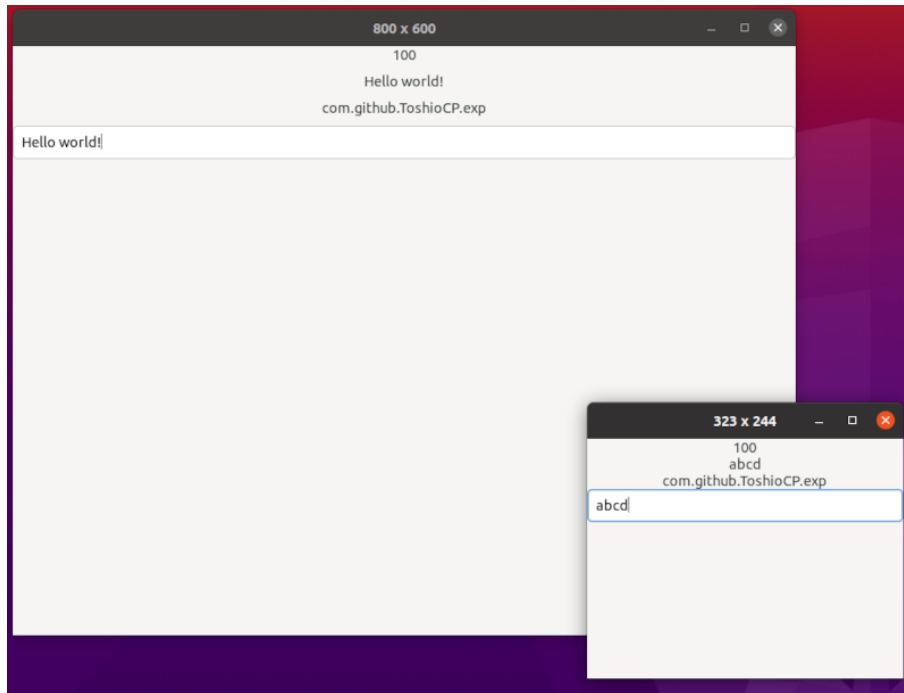 800 x 600
100
Hello world!
com.github.ToshioCP.exp
Hello world!
323 x 244
100
abcd
com.github.ToshioCP.exp
abcd